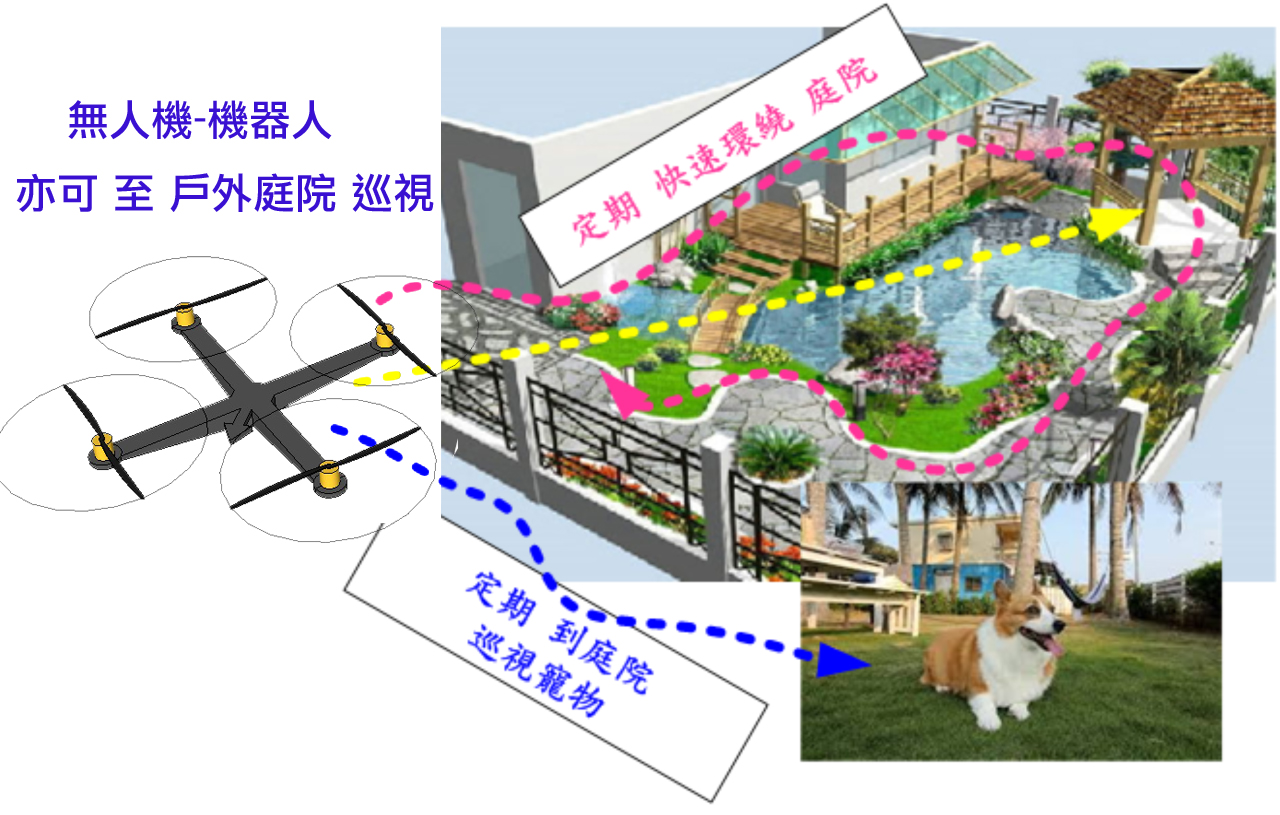 無人機-機器人
亦可 至 戶外庭院 巡視
定期 快速環繞 庭院
定期 到庭院
巡視寵物